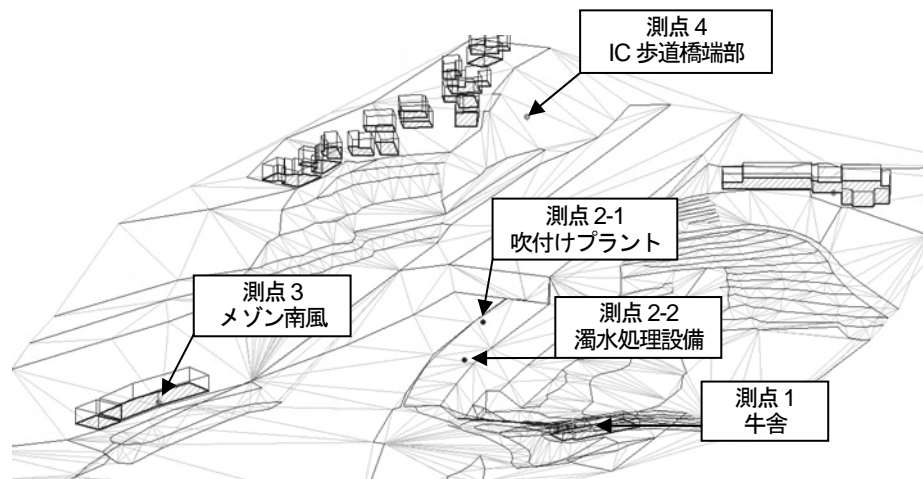 測点 4
IC 歩道橋端部
測点 2-1
吹付けプラント
測点 3
メゾン南風
測点 2-2
濁水処理設備
測点 1
牛舎